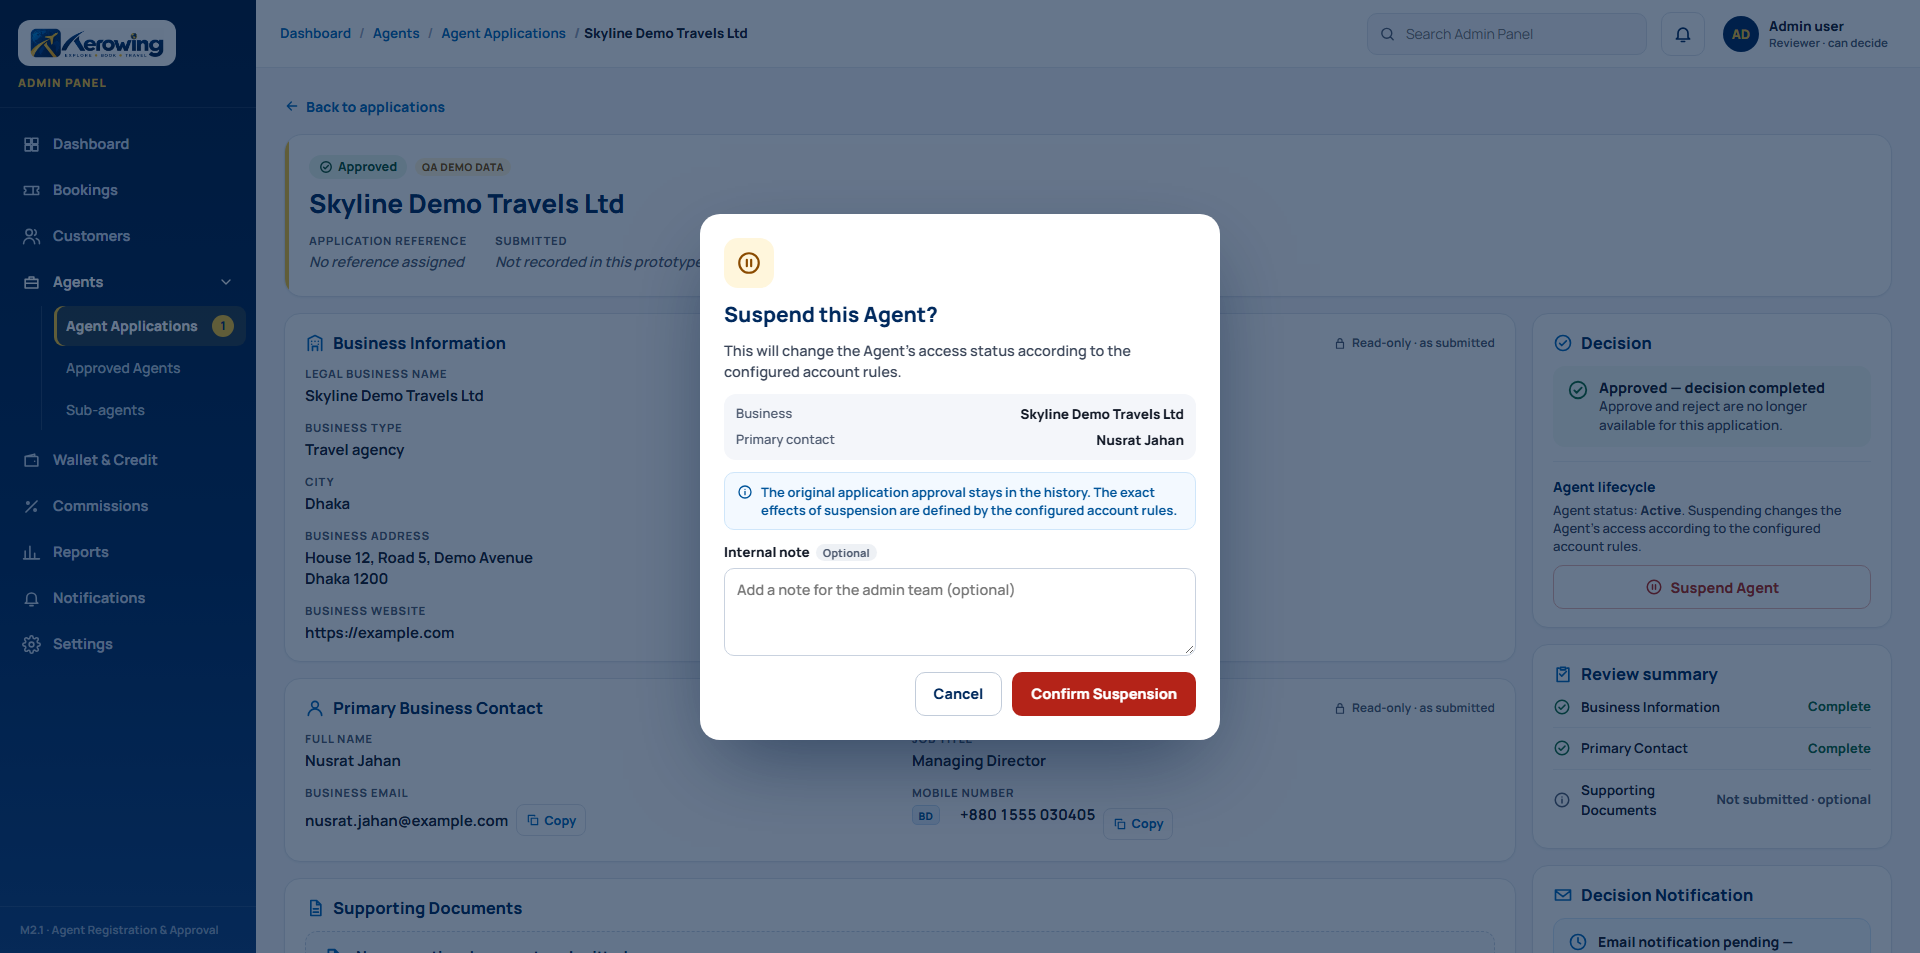 Aerowing
EXPLORE • BOOK • TRAVEL
ADMIN PANEL
Dashboard
Bookings
Customers
Agents
Agent Applications 1
Approved Agents
Sub-agents
Wallet & Credit
Commissions
Reports
Notifications
Settings
M2.1 · Agent Registration & Approval
Dashboard / Agents / Agent Applications / Skyline Demo Travels Ltd
Search Admin Panel
AD
Admin user
Reviewer · can decide
Back to applications
Approved QA DEMO DATA
Skyline Demo Travels Ltd
APPLICATION REFERENCE SUBMITTED
No reference assigned Not recorded in this prototype
Business Information
Read-only · as submitted
LEGAL BUSINESS NAME
Skyline Demo Travels Ltd
BUSINESS TYPE
Travel agency
CITY
Dhaka
BUSINESS ADDRESS
House 12, Road 5, Demo Avenue
Dhaka 1200
BUSINESS WEBSITE
https://example.com
Primary Business Contact
Read-only · as submitted
FULL NAME
Nusrat Jahan
JOB TITLE
Managing Director
BUSINESS EMAIL
nusrat.jahan@example.com Copy
MOBILE NUMBER
BD +880 1555 030405 Copy
Supporting Documents
Suspend this Agent?
This will change the Agent's access status according to the
configured account rules.
Business Skyline Demo Travels Ltd
Primary contact Nusrat Jahan
The original application approval stays in the history. The exact
effects of suspension are defined by the configured account rules.
Internal note Optional
Add a note for the admin team (optional)
Cancel
Confirm Suspension
Decision
Approved — decision completed
Approve and reject are no longer
available for this application.
Agent lifecycle
Agent status: Active. Suspending changes the
Agent's access according to the configured
account rules.
Suspend Agent
Review summary
Business Information Complete
Primary Contact Complete
Supporting
Documents
Not submitted · optional
Decision Notification
Email notification pending —